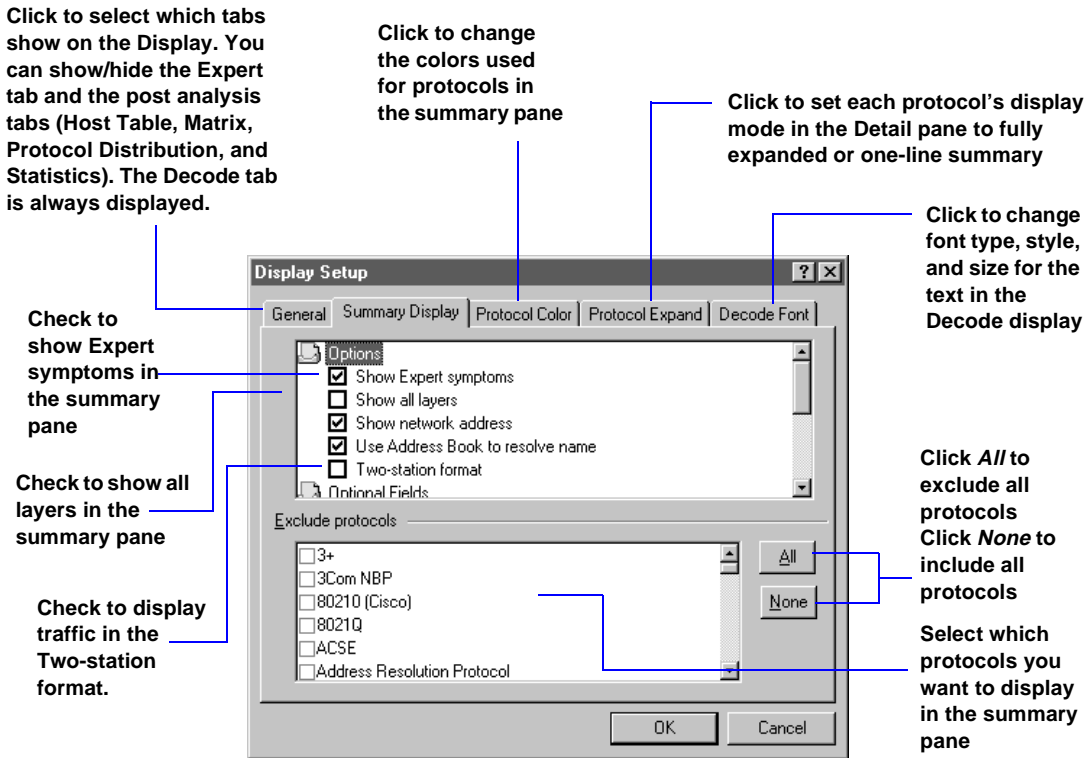 Click to select which tabs
show on the Display. You
can show/hide the Expert
tab and the post analysis
tabs (Host Table, Matrix,
Protocol Distribution, and
Statistics). The Decode tab
is always displayed.
Click to change
the colors used
for protocols in
the summary pane
Click to set each protocol's display
mode in the Detail pane to fully
expanded or one-line summary
Click to change
font type, style,
and size for the
text in the
Decode display
Check to
show Expert
symptoms in
the summary
pane
Check to show all
layers in the
summary pane
Check to display
traffic in the
Two-station
format.
Display Setup
General Summary Display Protocol Color Protocol Expand Decode Font
Options
Show Expert symptoms
Show all layers
Show network address
Use Address Book to resolve name
Two-station format
Optional Fields
Exclude protocols
3+
3Com NBP
80210 (Cisco)
8021Q
ACSE
Address Resolution Protocol
All
None
OK Cancel
Click All to
exclude all
protocols
Click None to
include all
protocols
Select which
protocols you
want to display
in the summary
pane